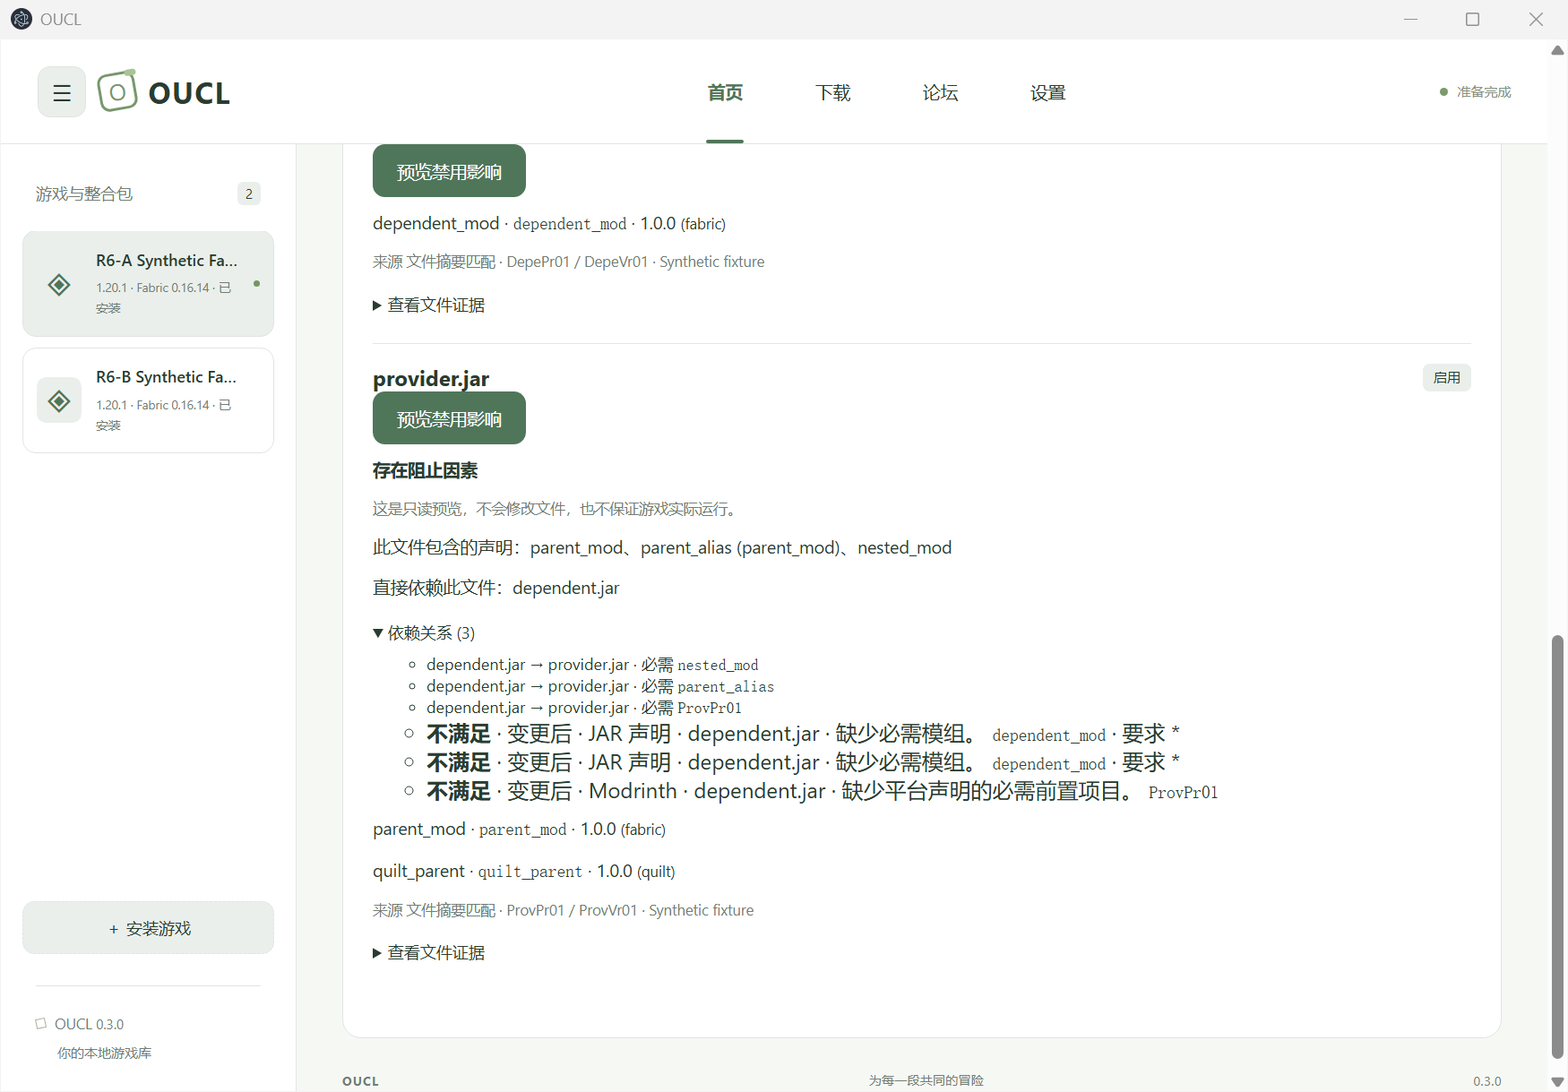 OUCL
☰
OUCL
首页
下载
论坛
设置
准备完成
游戏与整合包
2
R6-A Synthetic Fa...
1.20.1 · Fabric 0.16.14 · 已
安装
R6-B Synthetic Fa...
1.20.1 · Fabric 0.16.14 · 已
安装
+ 安装游戏
OUCL 0.3.0
你的本地游戏库
预览禁用影响
dependent_mod · dependent_mod · 1.0.0 (fabric)
来源 文件摘要匹配 · DepePr01 / DepeVr01 · Synthetic fixture
▶ 查看文件证据
provider.jar
启用
预览禁用影响
存在阻止因素
这是只读预览，不会修改文件，也不保证游戏实际运行。
此文件包含的声明：parent_mod、parent_alias (parent_mod)、nested_mod
直接依赖此文件：dependent.jar
▼ 依赖关系 (3)
dependent.jar → provider.jar · 必需 nested_mod
dependent.jar → provider.jar · 必需 parent_alias
dependent.jar → provider.jar · 必需 ProvPr01
不满足 · 变更后 · JAR 声明 · dependent.jar · 缺少必需模组。 dependent_mod · 要求 *
不满足 · 变更后 · JAR 声明 · dependent.jar · 缺少必需模组。 dependent_mod · 要求 *
不满足 · 变更后 · Modrinth · dependent.jar · 缺少平台声明的必需前置项目。 ProvPr01
parent_mod · parent_mod · 1.0.0 (fabric)
quilt_parent · quilt_parent · 1.0.0 (quilt)
来源 文件摘要匹配 · ProvPr01 / ProvVr01 · Synthetic fixture
▶ 查看文件证据
OUCL
为每一段共同的冒险
0.3.0